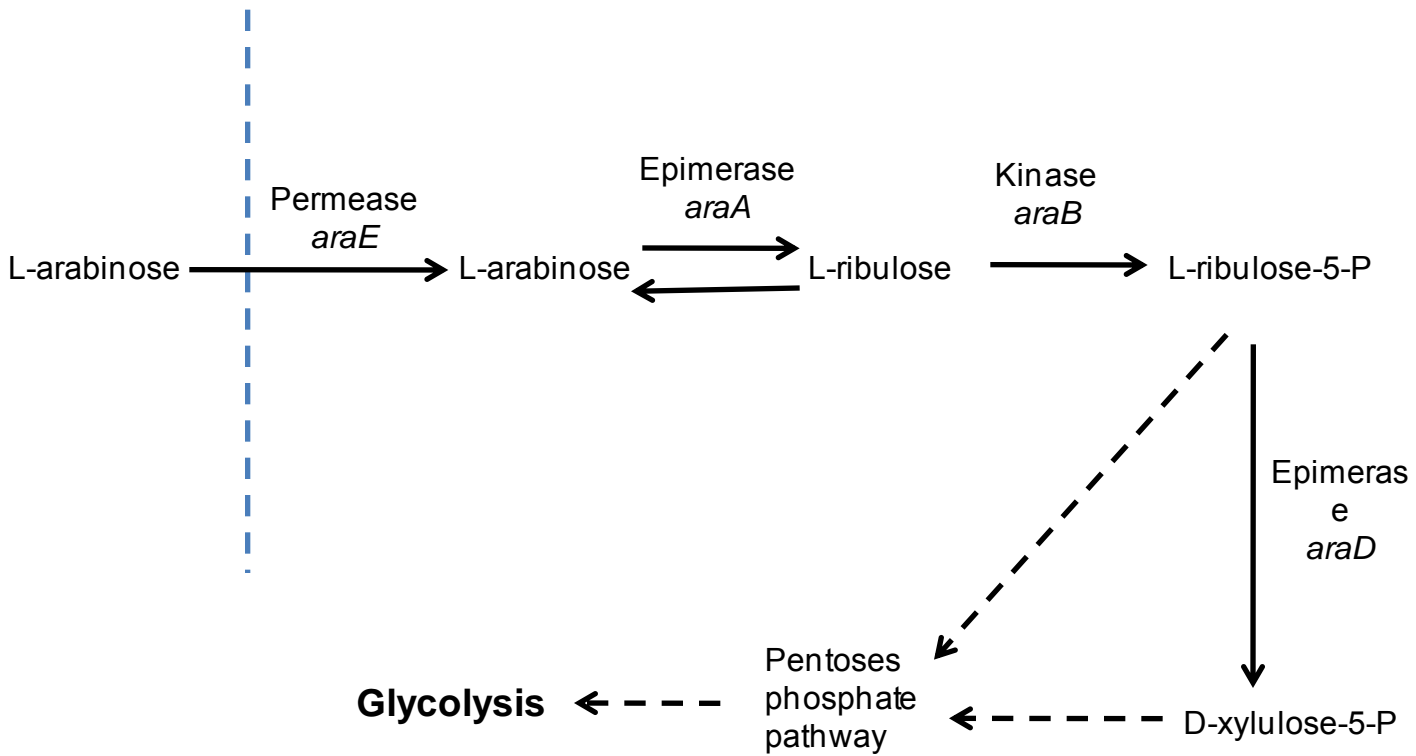 Permease
araE
Epimerase
araA
Kinase
araB
L-arabinose
L-arabinose
L-ribulose
L-ribulose-5-P
Epimeras
e
araD
Glycolysis
Pentoses
phosphate
pathway
D-xylulose-5-P